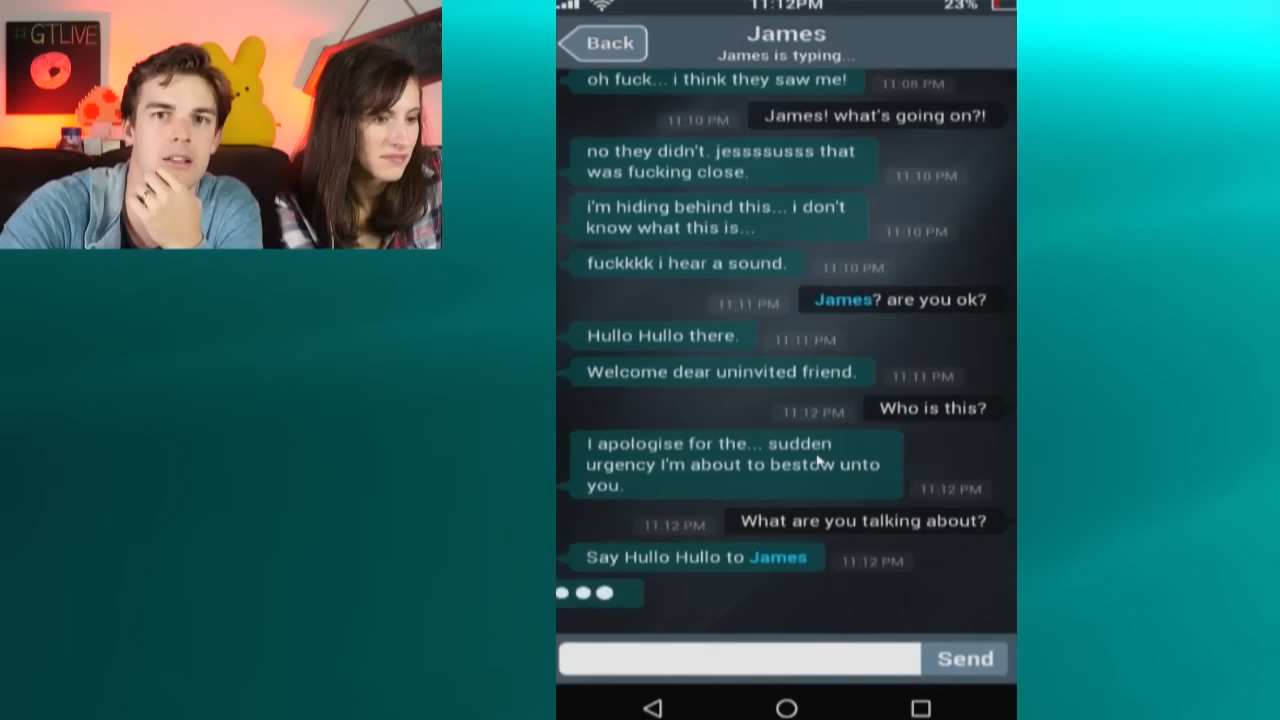 #GTLIVE
11:12PM
23%
Back
James
James is typing...
oh fuck... i think they saw me!
11:08 PM
11:10 PM
James! what's going on?!
no they didn't. jessssusss that
was fucking close.
11:10 PM
i'm hiding behind this... i don't
know what this is...
11:10 PM
fuckkkk i hear a sound.
11:10 PM
11:11 PM
James? are you ok?
Hullo Hullo there.
11:11 PM
Welcome dear uninvited friend.
11:11 PM
11:12 PM
Who is this?
I apologise for the... sudden
urgency I'm about to bestow unto
you.
11:12 PM
11:12 PM
What are you talking about?
Say Hullo Hullo to James
11:12 PM
Send